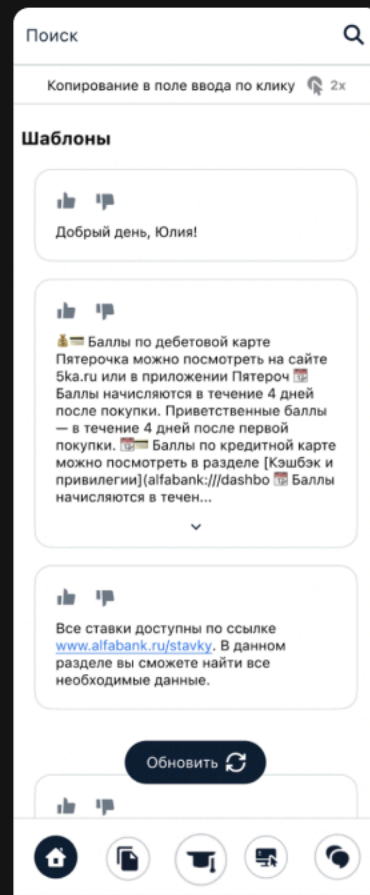 Поиск
Копирование в поле ввода по клику 2x
Шаблоны
Добрый день, Юлия!
💰💳 Баллы по дебетовой карте
Пятерочка можно посмотреть на сайте
5ka.ru или в приложении Пятероч 📅
Баллы начисляются в течение 4 дней
после покупки. Приветственные баллы
— в течение 4 дней после первой
покупки. 📅💳 Баллы по кредитной карте
можно посмотреть в разделе [Кэшбэк и
привилегии](alfabank:///dashbo 📅 Баллы
начисляются в течен...
Все ставки доступны по ссылке
www.alfabank.ru/stavky. В данном
разделе вы сможете найти все
необходимые данные.
Обновить